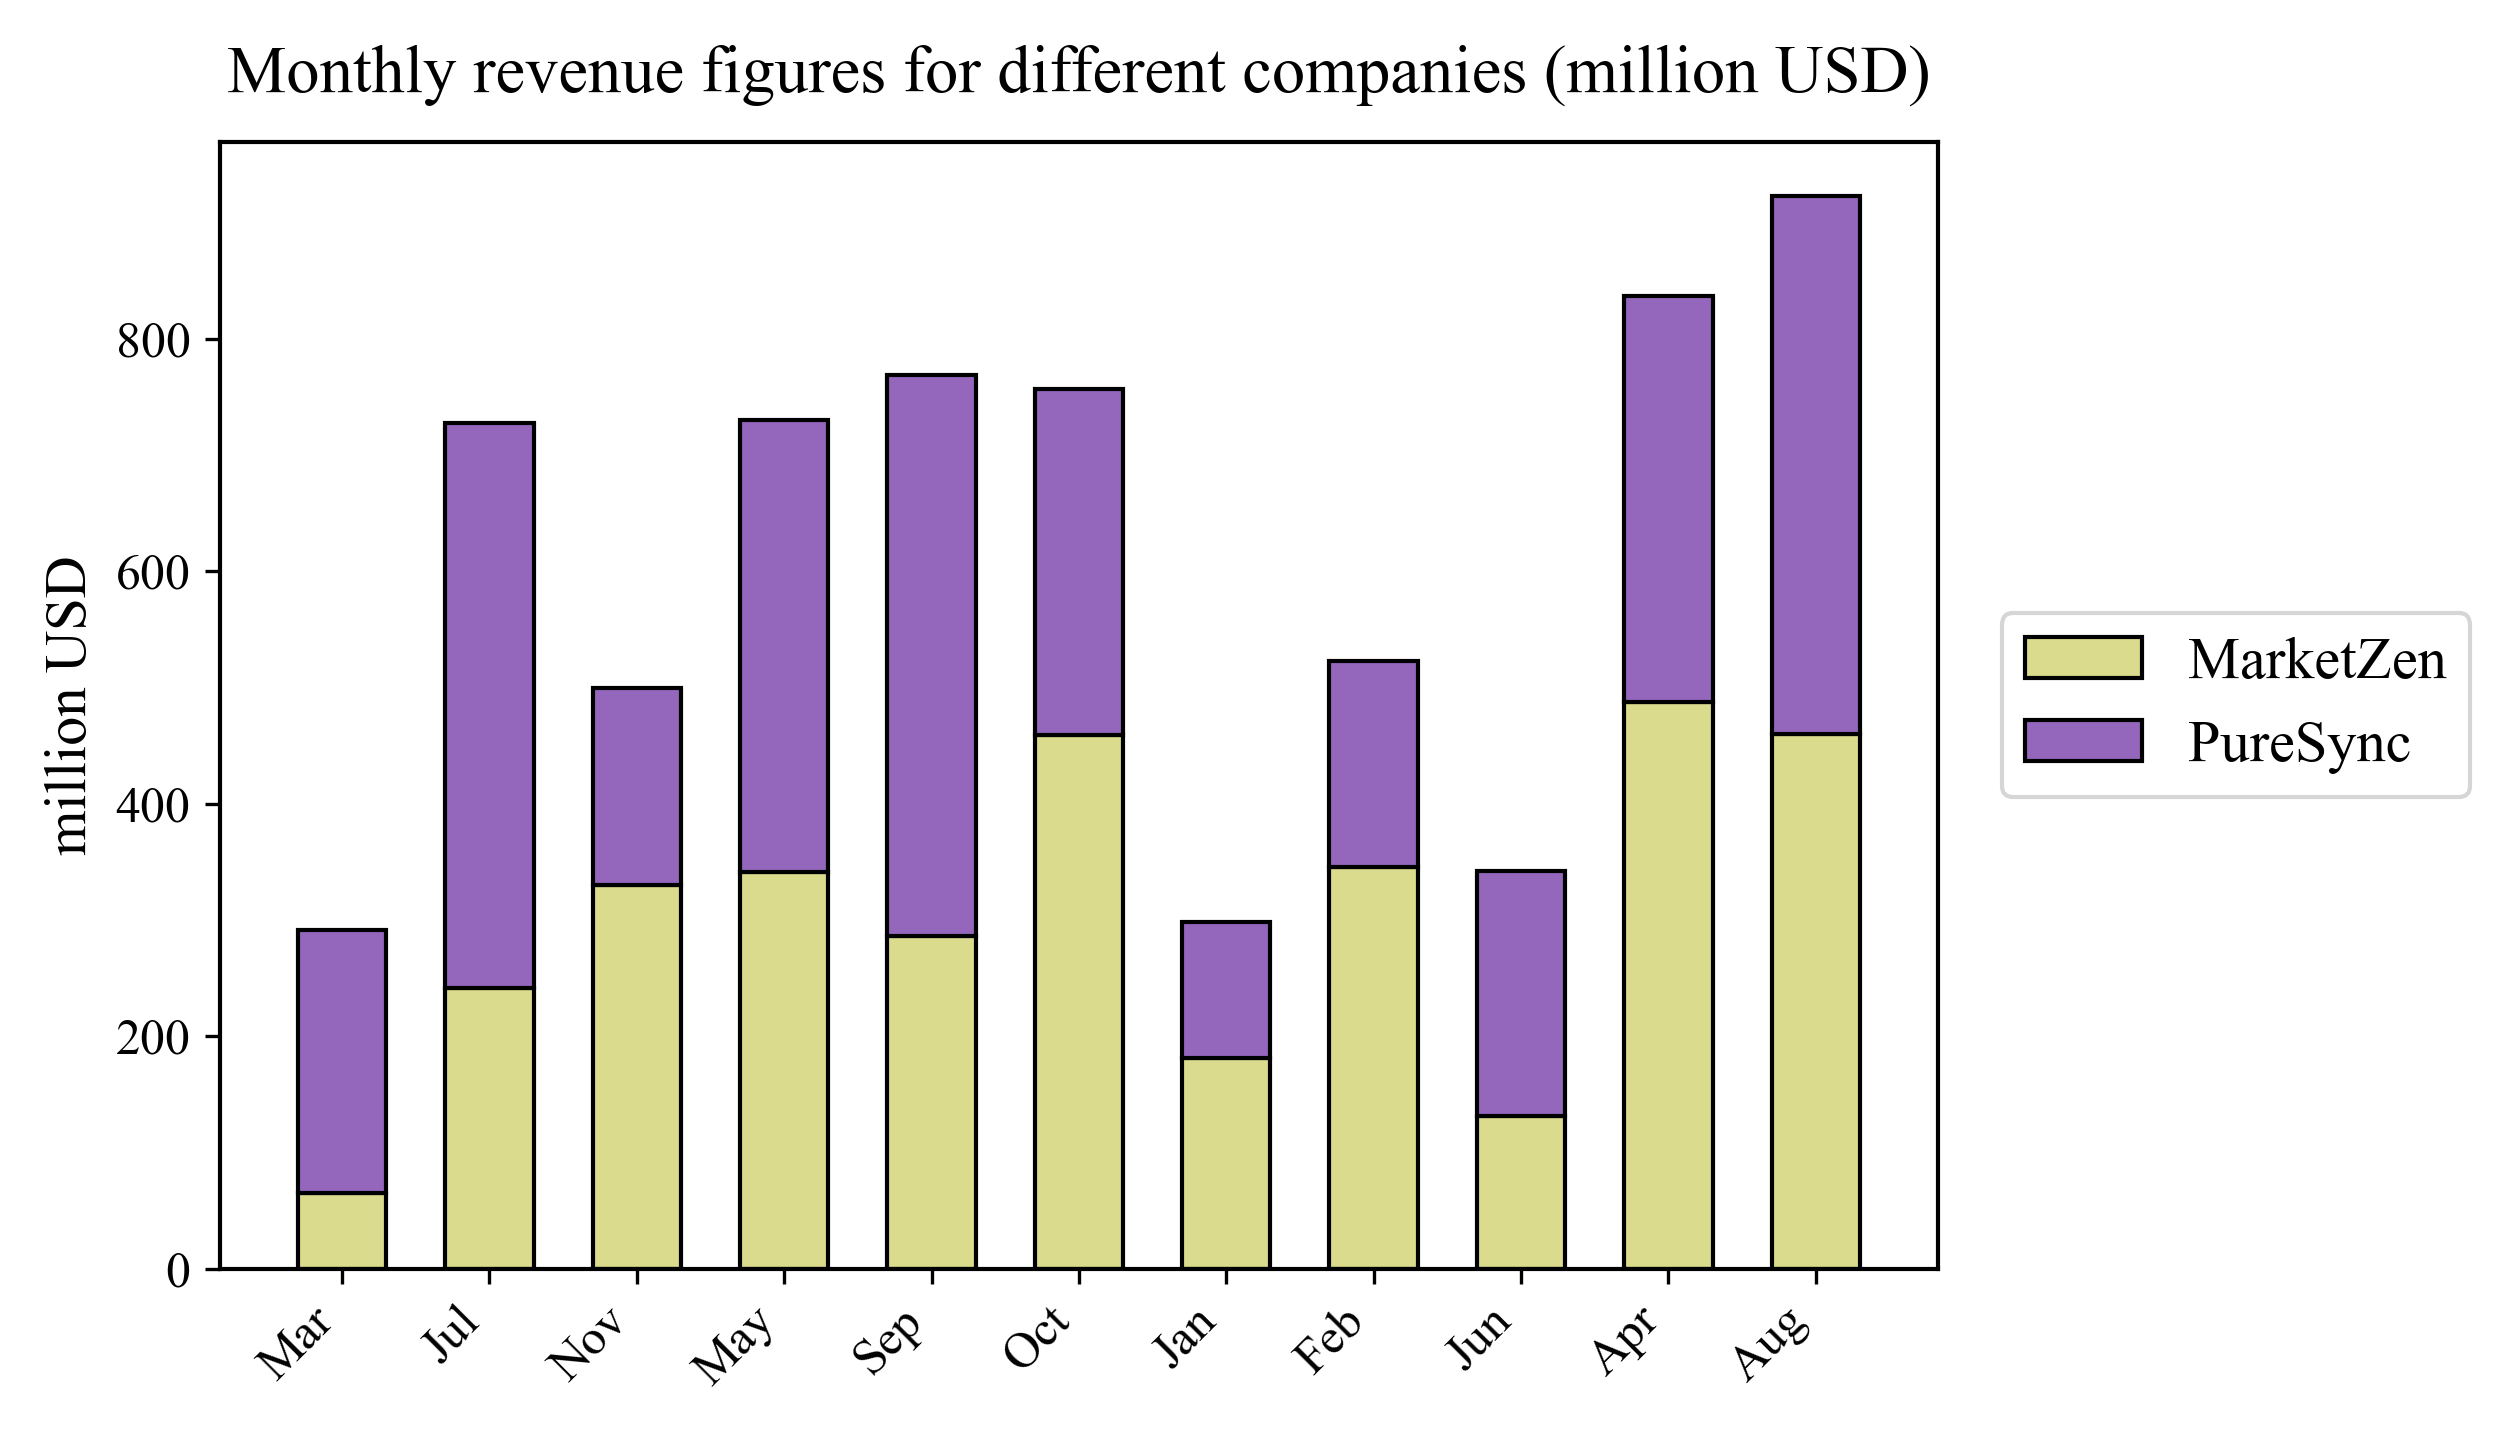 Monthly revenue figures for different companies (million USD)
million USD
800
600
400
200
0
Mar
Jul
Nov
May
Sep
Oct
Jan
Feb
Jun
Apr
Aug
MarketZen
PureSync